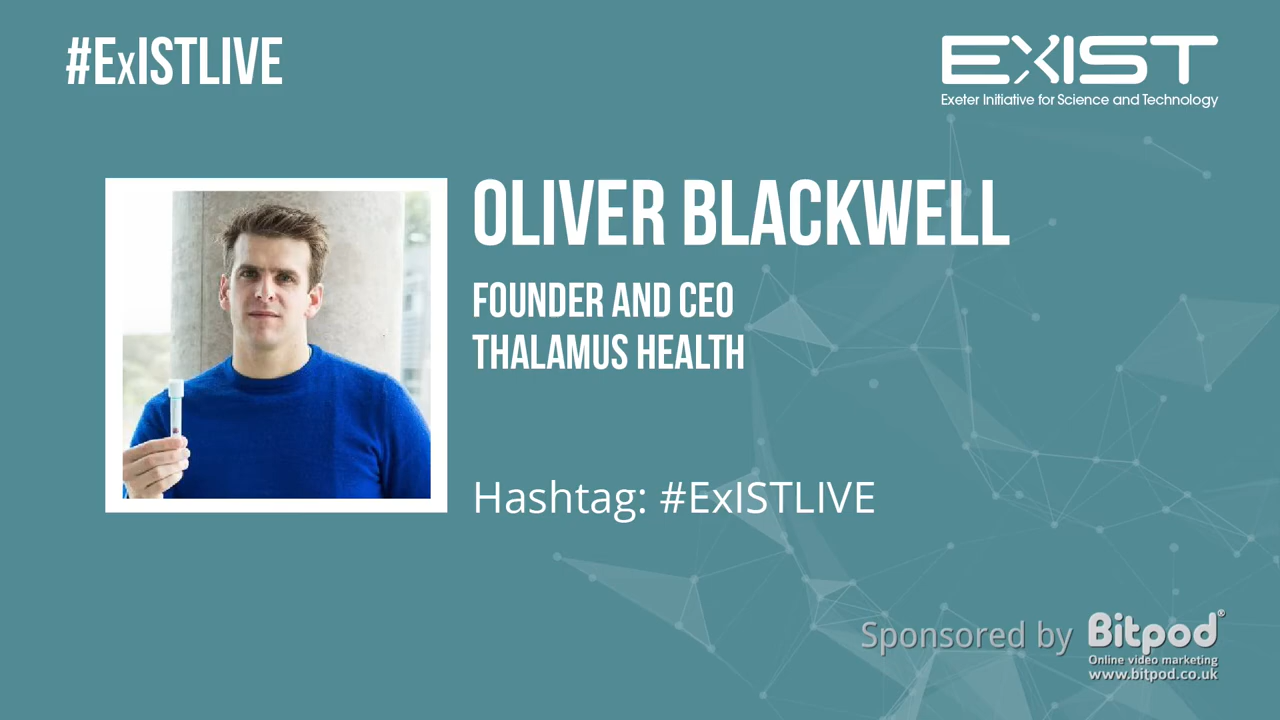 #ExISTLIVE
EXIST
Exeter Initiative for Science and Technology
OLIVER BLACKWELL
FOUNDER AND CEO
THALAMUS HEALTH
Hashtag: #ExISTLIVE
Sponsored by Bitpod®
Online video marketing
www.bitpod.co.uk